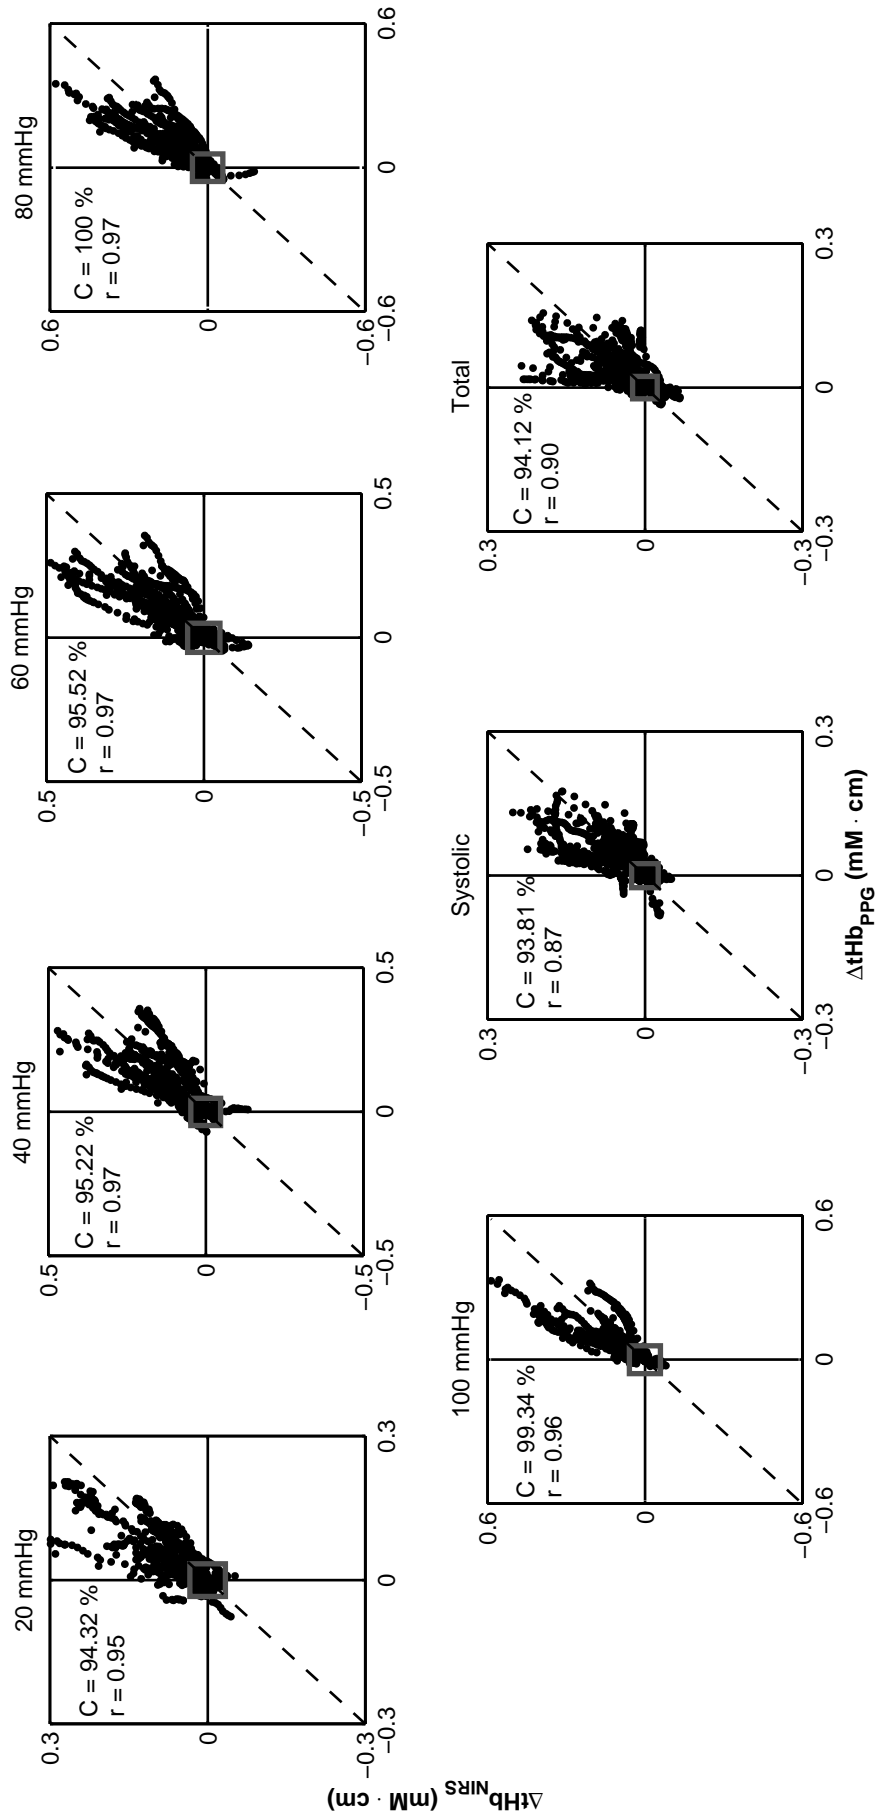 20 mmHg
C = 94.32 %
r = 0.95
0.3
0
−0.3
−0.3
0
0.3
40 mmHg
C = 95.22 %
r = 0.97
0.5
0
−0.5
−0.5
0
0.5
60 mmHg
C = 95.52 %
r = 0.97
0.5
0
−0.5
−0.5
0
0.5
80 mmHg
C = 100 %
r = 0.97
0.6
0
−0.6
−0.6
0
0.6
100 mmHg
C = 99.34 %
r = 0.96
0.6
0
−0.6
−0.6
0
0.6
Systolic
C = 93.81 %
r = 0.87
0.3
0
−0.3
−0.3
0
0.3
Total
C = 94.12 %
r = 0.90
0.3
0
−0.3
−0.3
0
0.3
ΔtHb_NIRS (mM · cm)
ΔtHb_PPG (mM · cm)